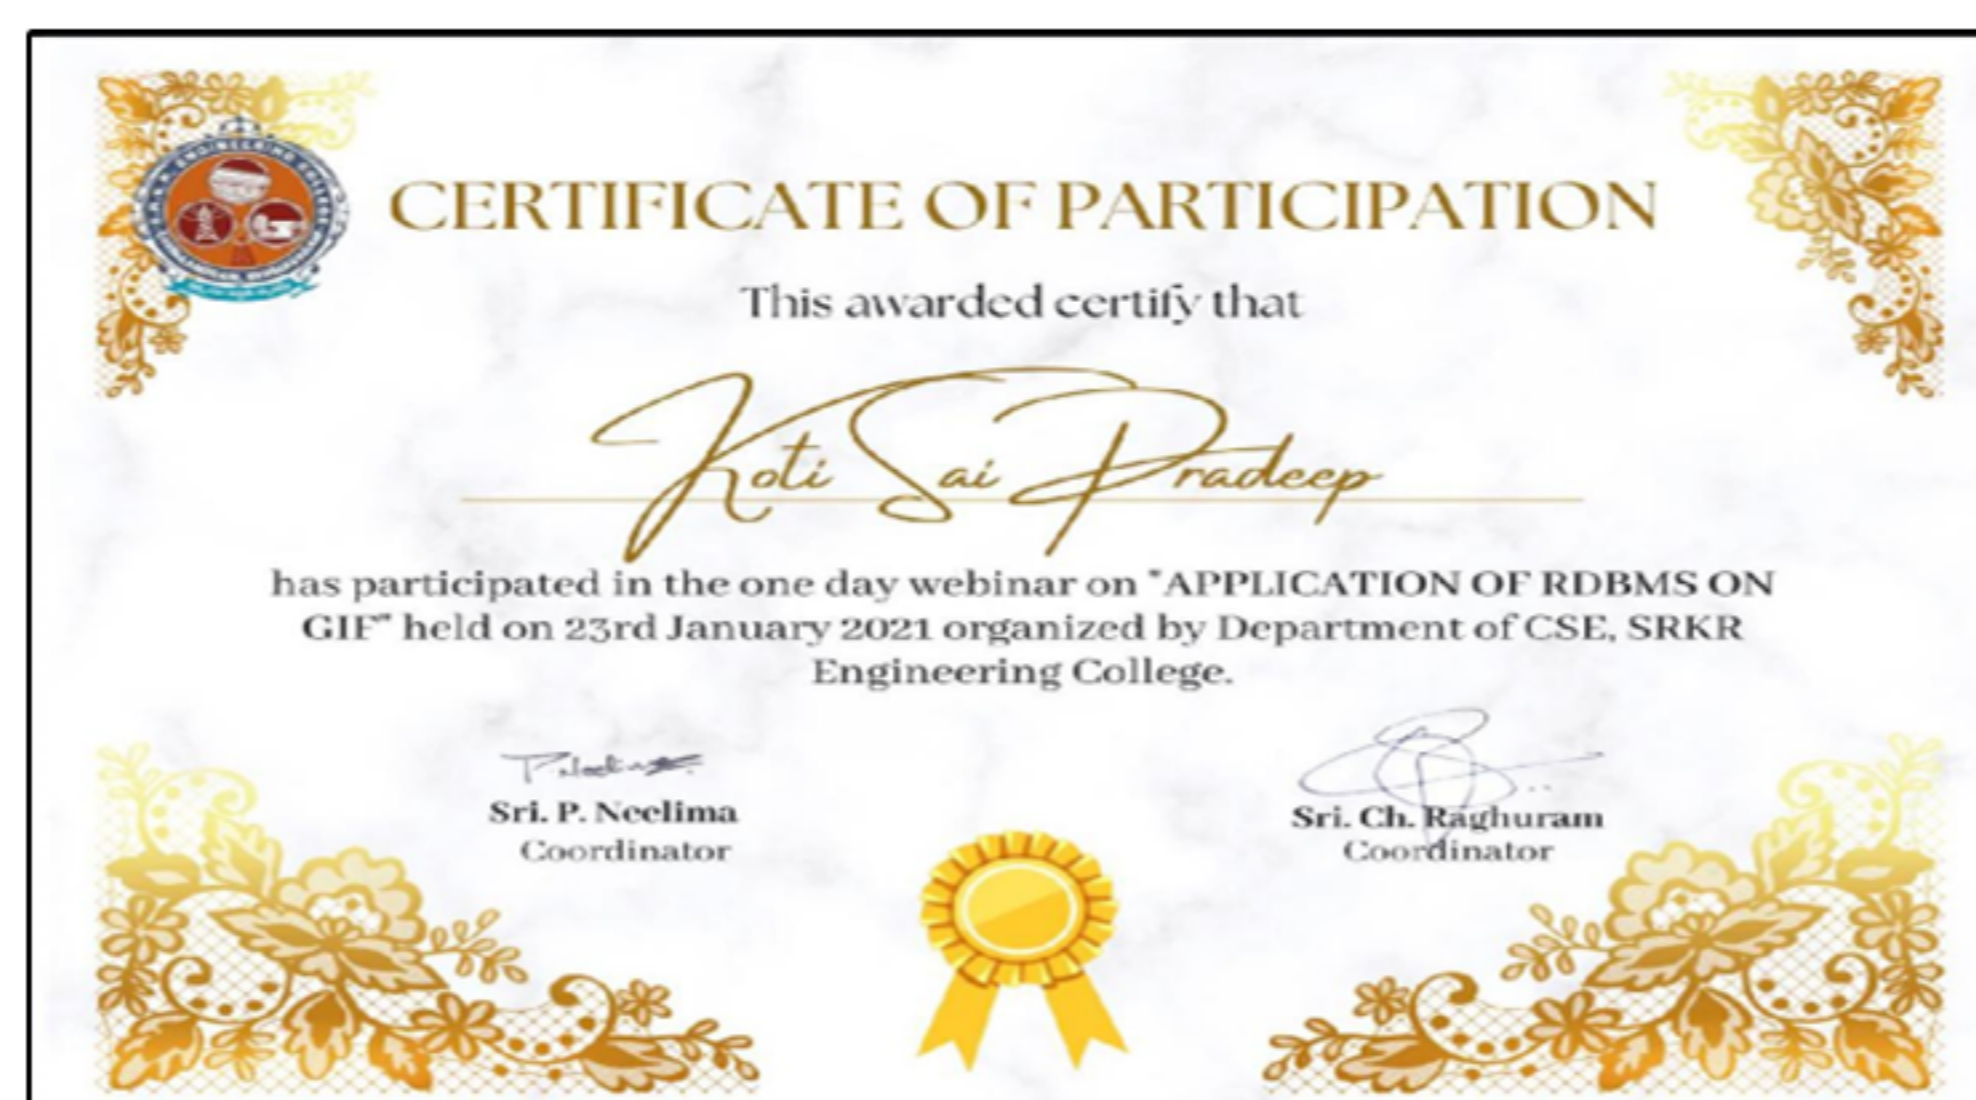 ENGINEERING COLLEGE
CERTIFICATE OF PARTICIPATION
This awarded certify that
Koti Sai Pradeep
has participated in the one day webinar on "APPLICATION OF RDBMS ON
GIF" held on 23rd January 2021 organized by Department of CSE, SRKR
Engineering College.
Sri. P. Neelima
Coordinator
Sri. Ch. Raghuram
Coordinator